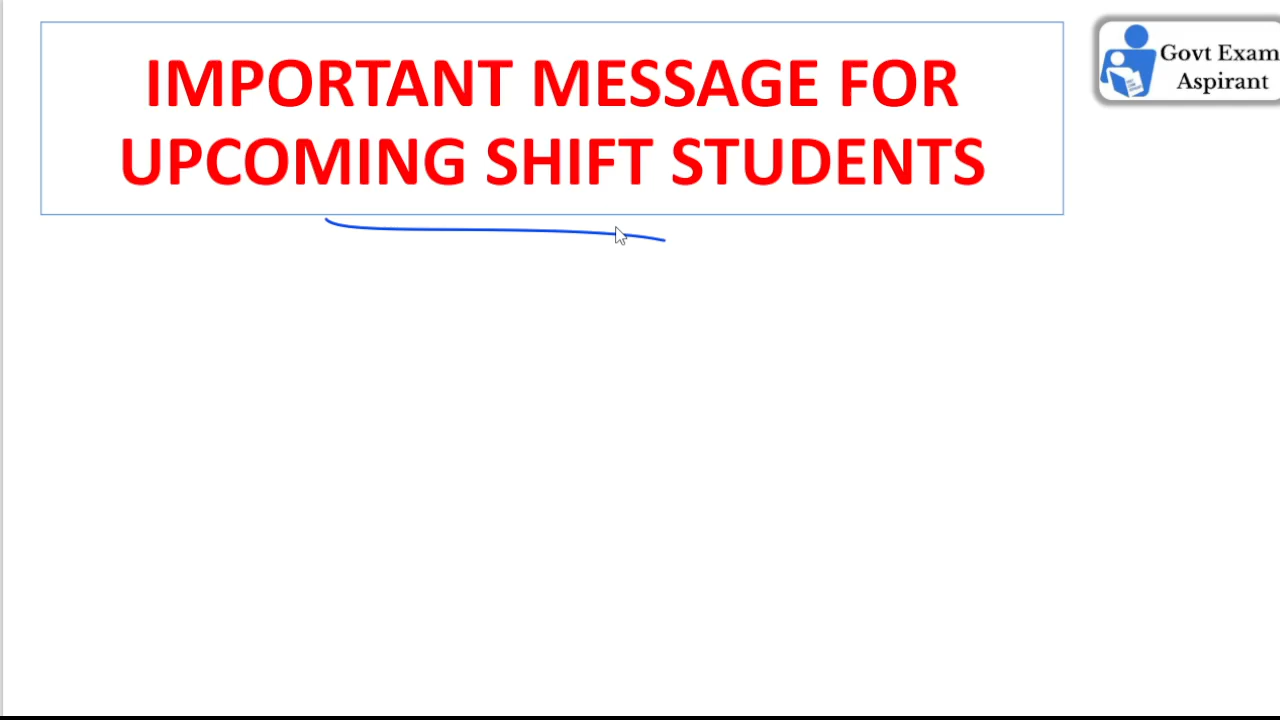 IMPORTANT MESSAGE FOR
UPCOMING SHIFT STUDENTS
Govt Exam
Aspirant